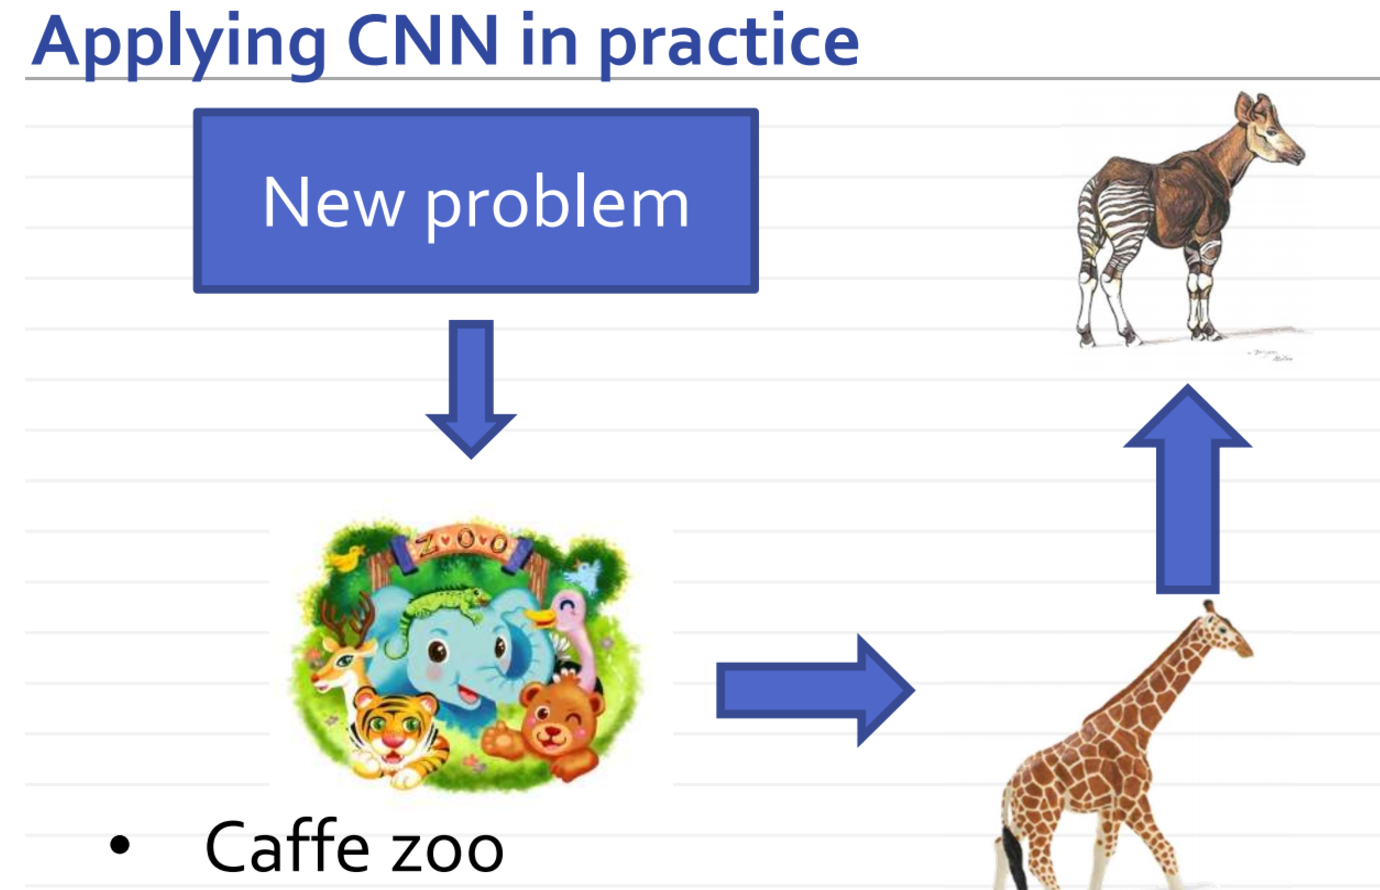 Applying CNN in practice
New problem
ZOO
• Caffe zoo